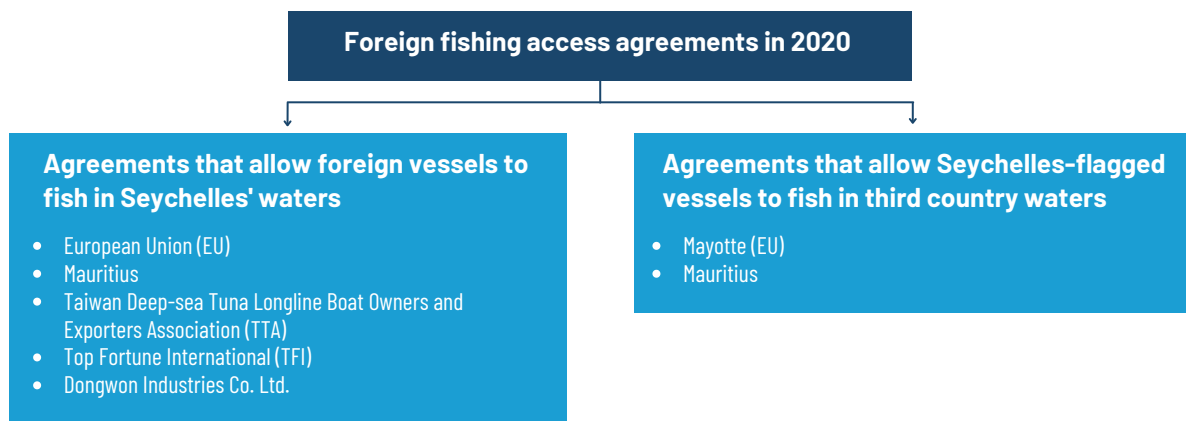 Foreign fishing access agreements in 2020
Agreements that allow foreign vessels to
fish in Seychelles' waters
• European Union (EU)
• Mauritius
• Taiwan Deep-sea Tuna Longline Boat Owners and
Exporters Association (TTA)
• Top Fortune International (TFI)
• Dongwon Industries Co. Ltd.
Agreements that allow Seychelles-flagged
vessels to fish in third country waters
• Mayotte (EU)
• Mauritius